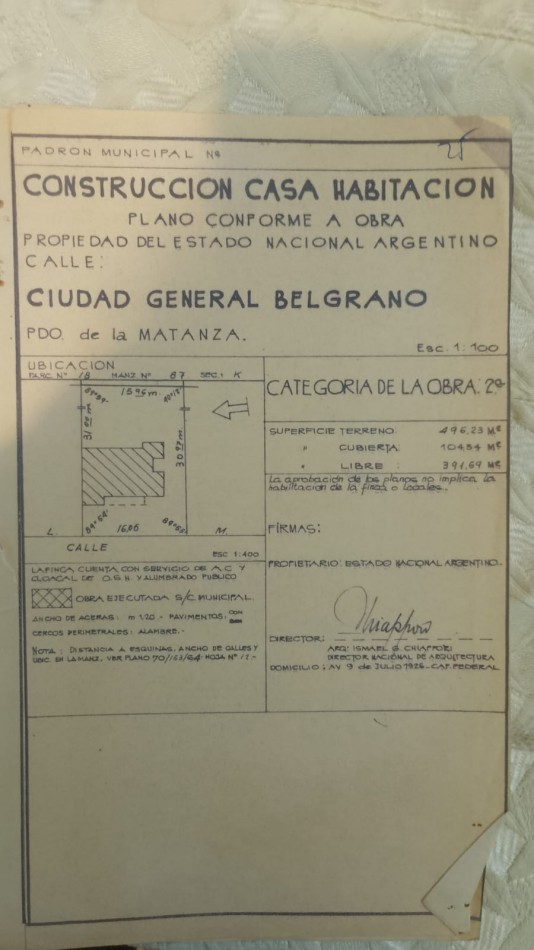 25
PADRON MUNICIPAL Nº
CONSTRUCCION CASA HABITACION
PLANO CONFORME A OBRA
PROPIEDAD DEL ESTADO NACIONAL ARGENTINO
CALLE:
CIUDAD GENERAL BELGRANO
PDO. de la MATANZA.
Esc. 1:100
UBICACION
PARC. Nº 18 MANZ. Nº 87 SEC: K
L. 16,06 M.
CALLE
ESC 1:400
LA FINCA CUENTA CON SERVICIO DE A.C Y
CLOACAL DE O.S.N. Y ALUMBRADO PUBLICO
OBRA EJECUTADA S/C MUNICIPAL.
ANCHO DE ACERAS: m 1.20 - PAVIMENTOS:
CERCOS PERIMETRALES: ALAMBRE.-
NOTA: DISTANCIA A ESQUINAS, ANCHO DE CALLES Y
UBIC. EN LA MANZ. VER PLANO 70/163/64: HOJA Nº
CATEGORIA DE LA OBRA: 2ª
SUPERFICIE TERRENO: 496,23 M²
" CUBIERTA: 104,54 M²
" LIBRE: 391,69 M²
La aprobación de los planos no implica la
habilitacion de la finca o locales.
FIRMAS:
PROPIETARIO: ESTADO NACIONAL ARGENTINO.
Chiappori
DIRECTOR:
ARQ: ISMAEL G. CHIAPPORI
DIRECTOR NACIONAL DE ARQUITECTURA
DOMICILIO: AV 9 de JULIO 1925. CAP. FEDERAL